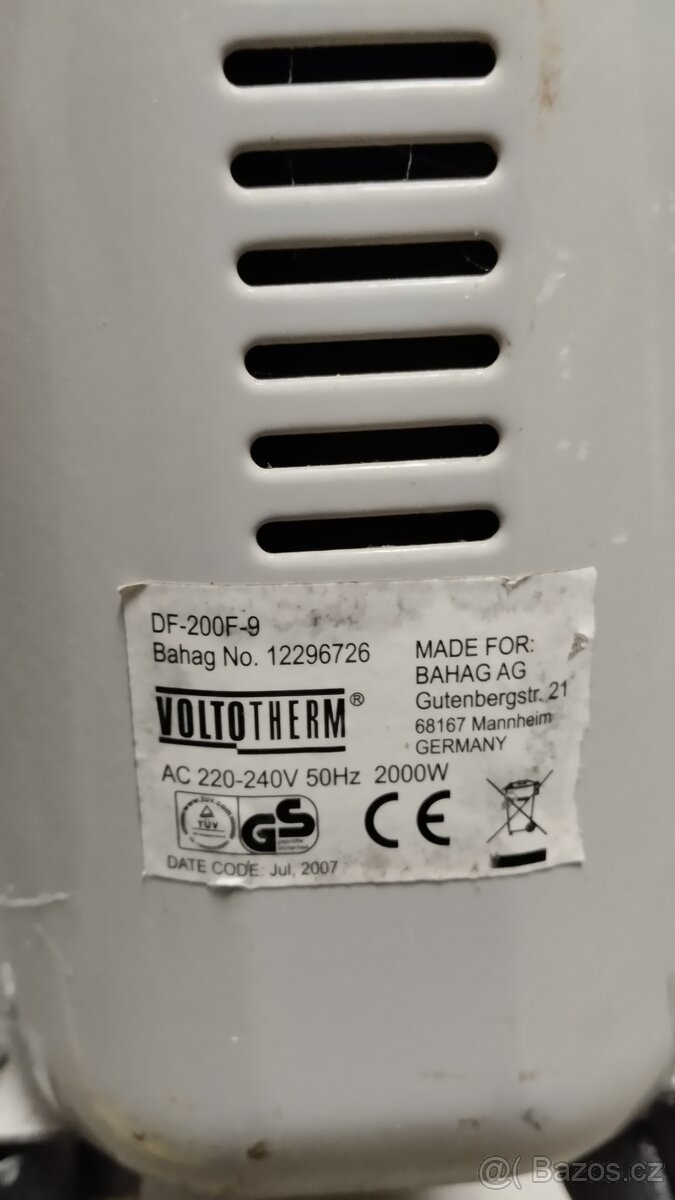 DF-200F-9
Bahag No. 12296726
VOLTOTHERM®
AC 220-240V 50Hz 2000W
MADE FOR:
BAHAG AG
Gutenbergstr. 21
68167 Mannheim
GERMANY
TÜV
GS
CE
DATE CODE: Jul, 2007
@( Bazos.cz